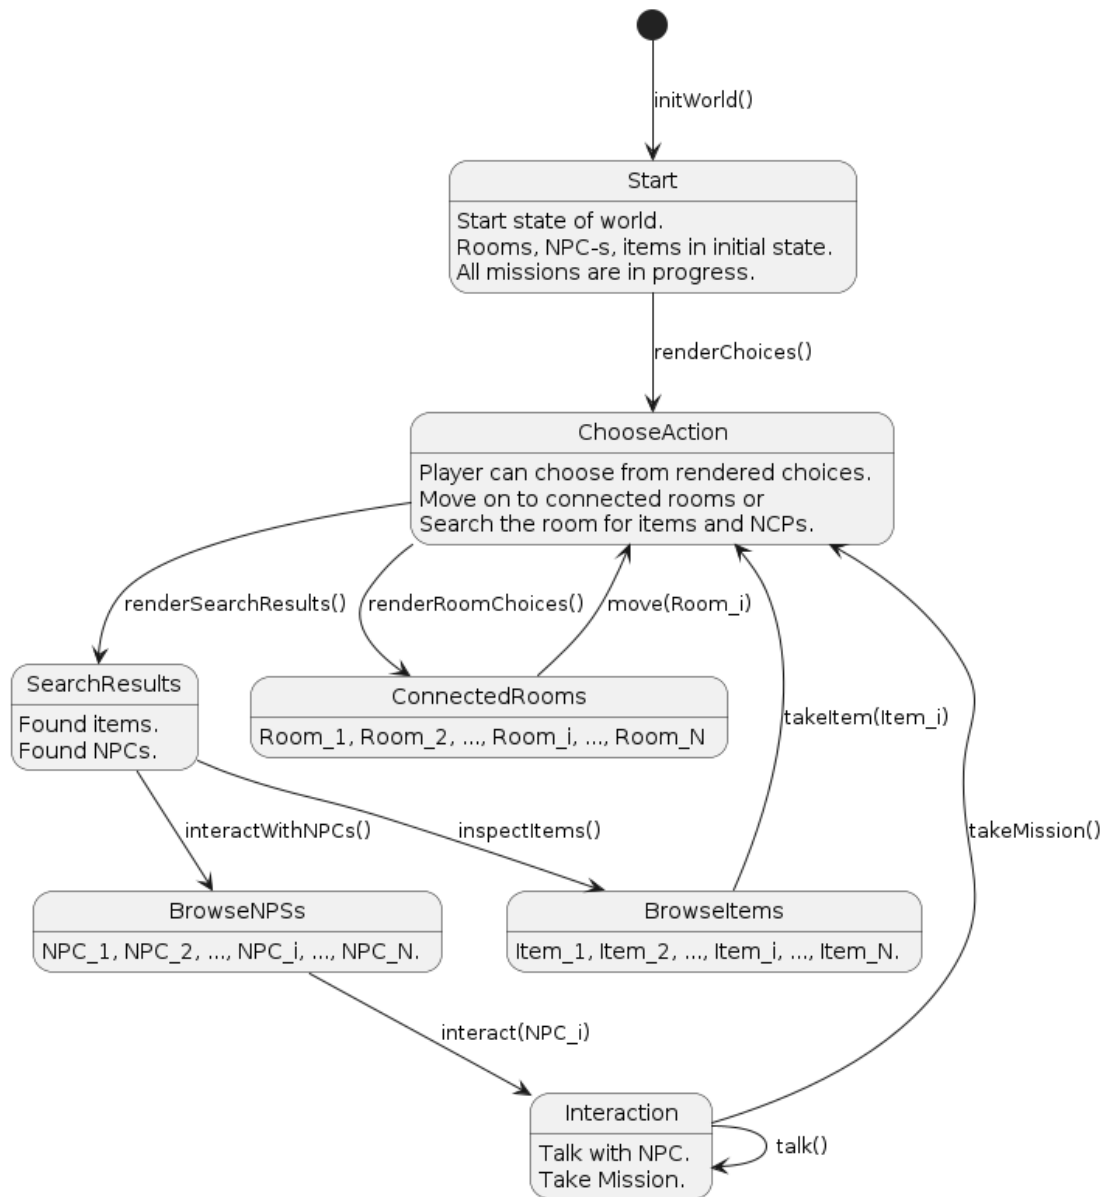 initWorld()
Start
Start state of world.
Rooms, NPC-s, items in initial state.
All missions are in progress.
renderChoices()
ChooseAction
Player can choose from rendered choices.
Move on to connected rooms or
Search the room for items and NCPs.
renderSearchResults()
renderRoomChoices()
move(Room_i)
SearchResults
Found items.
Found NPCs.
ConnectedRooms
Room_1, Room_2, ..., Room_i, ..., Room_N
takeItem(Item_i)
interactWithNPCs()
inspectItems()
takeMission()
BrowseNPSs
NPC_1, NPC_2, ..., NPC_i, ..., NPC_N.
BrowseItems
Item_1, Item_2, ..., Item_i, ..., Item_N.
interact(NPC_i)
Interaction
Talk with NPC.
Take Mission.
talk()